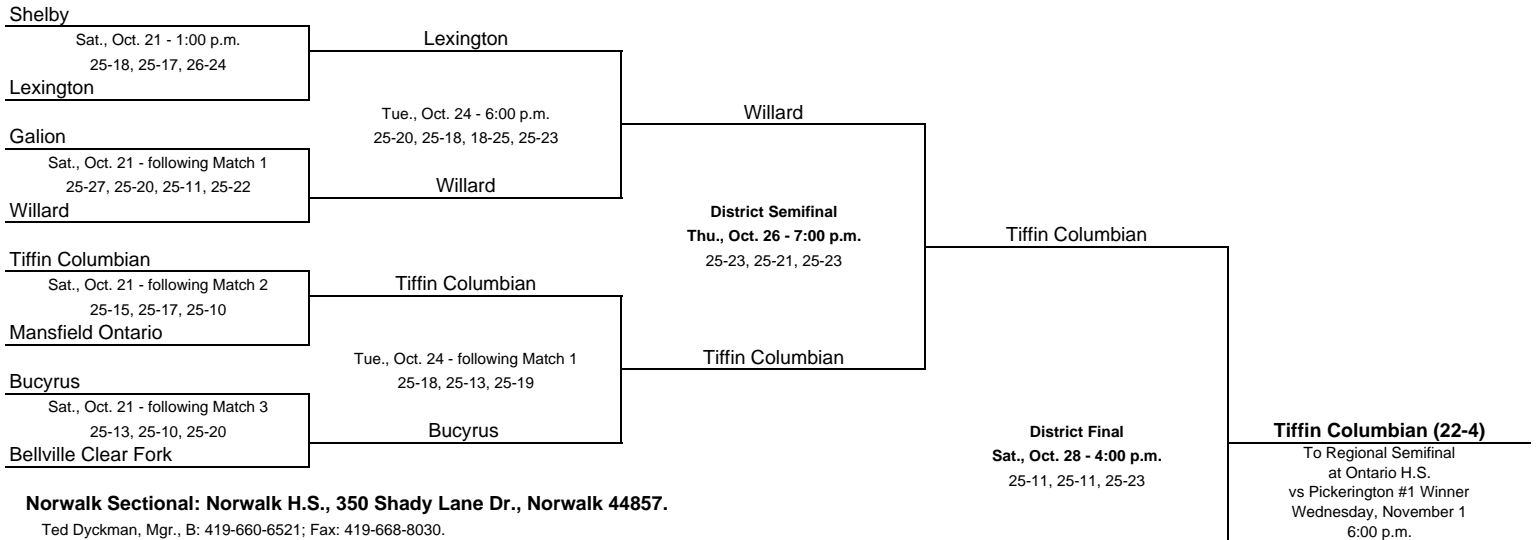 Shelby
Sat., Oct. 21 - 1:00 p.m.
25-18, 25-17, 26-24
Lexington
Lexington
Tue., Oct. 24 - 6:00 p.m.
25-20, 25-18, 18-25, 25-23
Willard
Galion
Sat., Oct. 21 - following Match 1
25-27, 25-20, 25-11, 25-22
Willard
Willard
District Semifinal
Thu., Oct. 26 - 7:00 p.m.
25-23, 25-21, 25-23
Tiffin Columbian
Tiffin Columbian
Sat., Oct. 21 - following Match 2
25-15, 25-17, 25-10
Mansfield Ontario
Tiffin Columbian
Tue., Oct. 24 - following Match 1
25-18, 25-13, 25-19
Tiffin Columbian
Bucyrus
Sat., Oct. 21 - following Match 3
25-13, 25-10, 25-20
Bellville Clear Fork
Bucyrus
District Final
Sat., Oct. 28 - 4:00 p.m.
25-11, 25-11, 25-23
Tiffin Columbian (22-4)
To Regional Semifinal
at Ontario H.S.
vs Pickerington #1 Winner
Wednesday, November 1
6:00 p.m.
Norwalk Sectional: Norwalk H.S., 350 Shady Lane Dr., Norwalk 44857.
Ted Dyckman, Mgr., B: 419-660-6521; Fax: 419-668-8030.